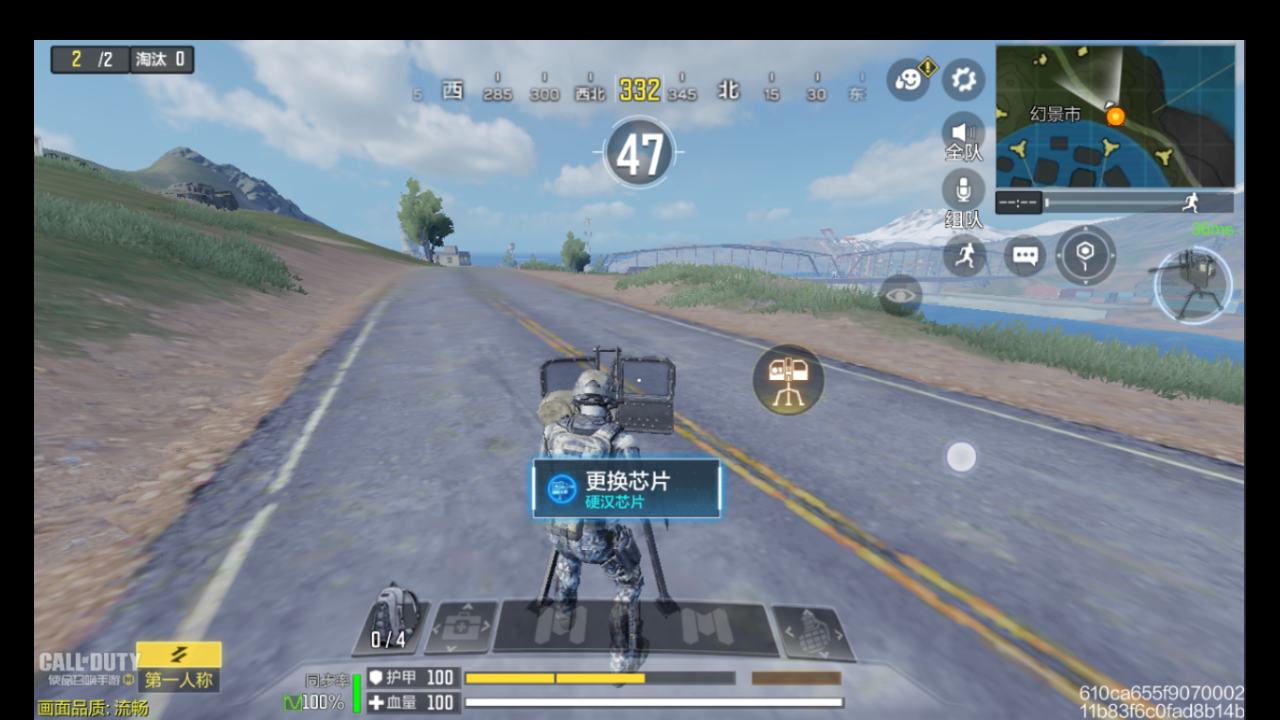 2 /2 淘汰 0
5 西 285 300 西北 332 345 北 15 30 东
47
幻景市
全队
组队
--:--
36ms
更换芯片
硬汉芯片
0/4
CALL OF DUTY
使命召唤手游
第一人称
画面品质: 流畅
同步率
100%
护甲 100
血量 100
610ca655f9070002
11b83f6c0fad8b14b